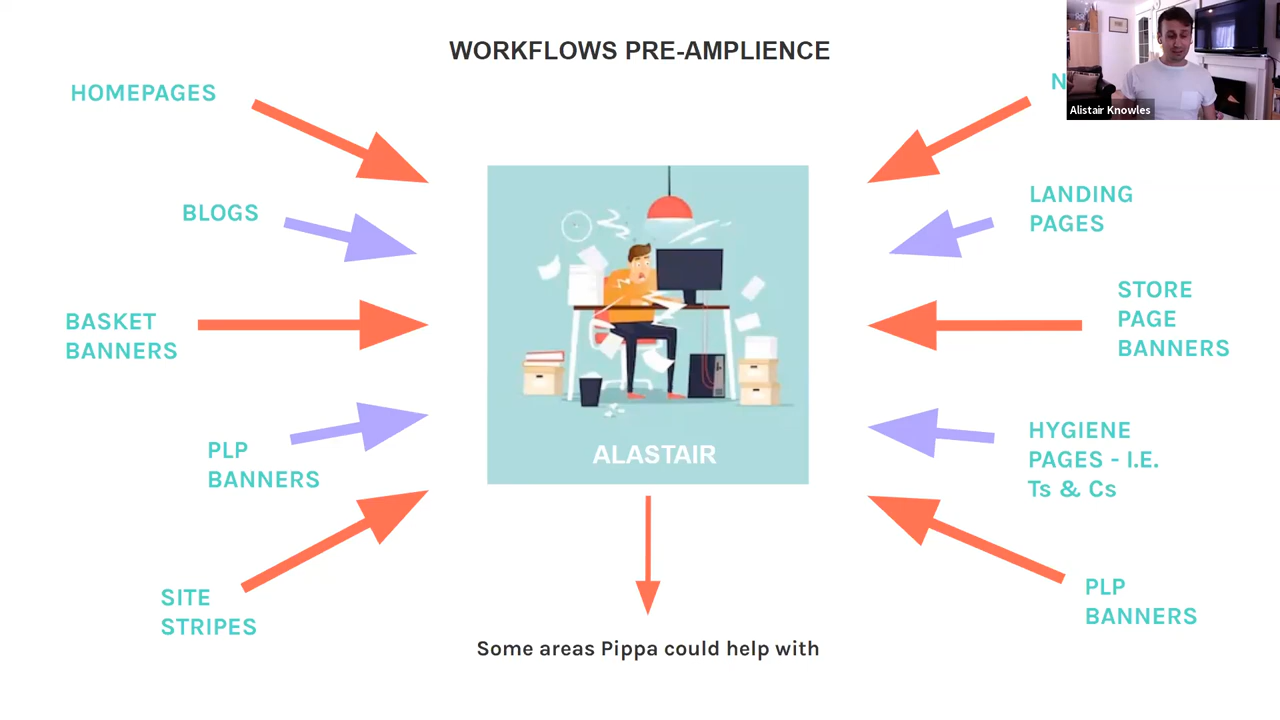 WORKFLOWS PRE-AMPLIENCE
HOMEPAGES
Alistair Knowles
BLOGS
LANDING
PAGES
BASKET
BANNERS
STORE
PAGE
BANNERS
PLP
BANNERS
HYGIENE
PAGES - I.E.
Ts & Cs
ALASTAIR
SITE
STRIPES
PLP
BANNERS
Some areas Pippa could help with